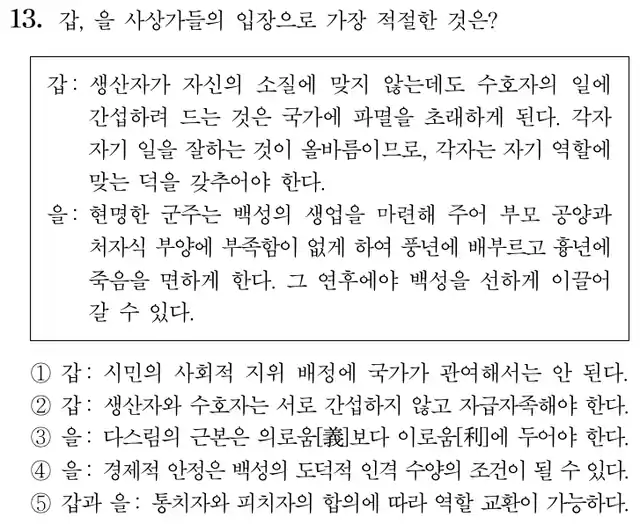 13. 갑, 을 사상가들의 입장으로 가장 적절한 것은?
갑: 생산자가 자신의 소질에 맞지 않는데도 수호자의 일에
간섭하려 드는 것은 국가에 파멸을 초래하게 된다. 각자
자기 일을 잘하는 것이 올바름이므로, 각자는 자기 역할에
맞는 덕을 갖추어야 한다.
을: 현명한 군주는 백성의 생업을 마련해 주어 부모 공양과
처자식 부양에 부족함이 없게 하여 풍년에 배부르고 흉년에
죽음을 면하게 한다. 그 연후에야 백성을 선하게 이끌어
갈 수 있다.
① 갑: 시민의 사회적 지위 배정에 국가가 관여해서는 안 된다.
② 갑: 생산자와 수호자는 서로 간섭하지 않고 자급자족해야 한다.
③ 을: 다스림의 근본은 의로움[義]보다 이로움[利]에 두어야 한다.
④ 을: 경제적 안정은 백성의 도덕적 인격 수양의 조건이 될 수 있다.
⑤ 갑과 을: 통치자와 피치자의 합의에 따라 역할 교환이 가능하다.